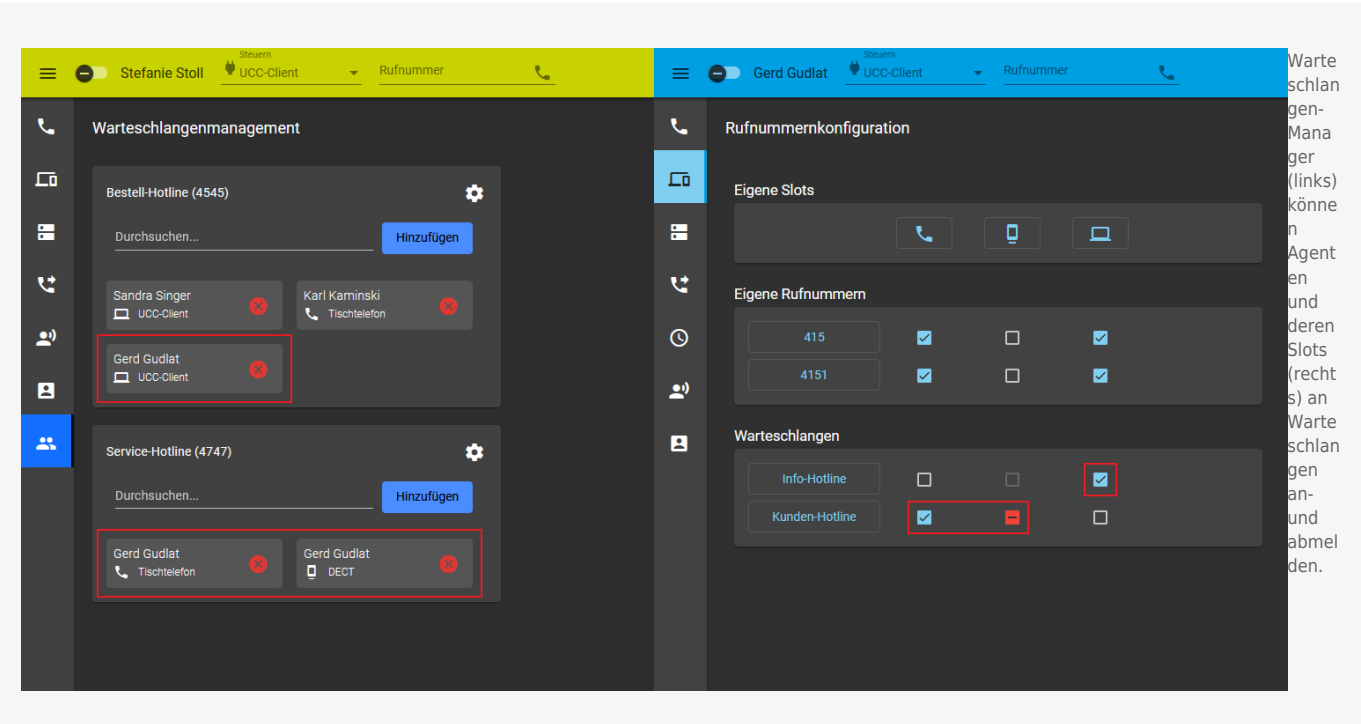 Steuern
Stefanie Stoll UCC-Client Rufnummer
Warteschlangenmanagement
Bestell-Hotline (4545)
Durchsuchen... Hinzufügen
Sandra Singer
UCC-Client
Karl Kaminski
Tischtelefon
Gerd Gudlat
UCC-Client
Service-Hotline (4747)
Durchsuchen... Hinzufügen
Gerd Gudlat
Tischtelefon
Gerd Gudlat
DECT
Steuern
Gerd Gudlat UCC-Client Rufnummer
Rufnummernkonfiguration
Eigene Slots
Eigene Rufnummern
415
4151
Warteschlangen
Info-Hotline
Kunden-Hotline
Warte
schlan
gen-
Mana
ger
(links)
könne
n
Agent
en
und
deren
Slots
(recht
s) an
Warte
schlan
gen
an-
und
abmel
den.